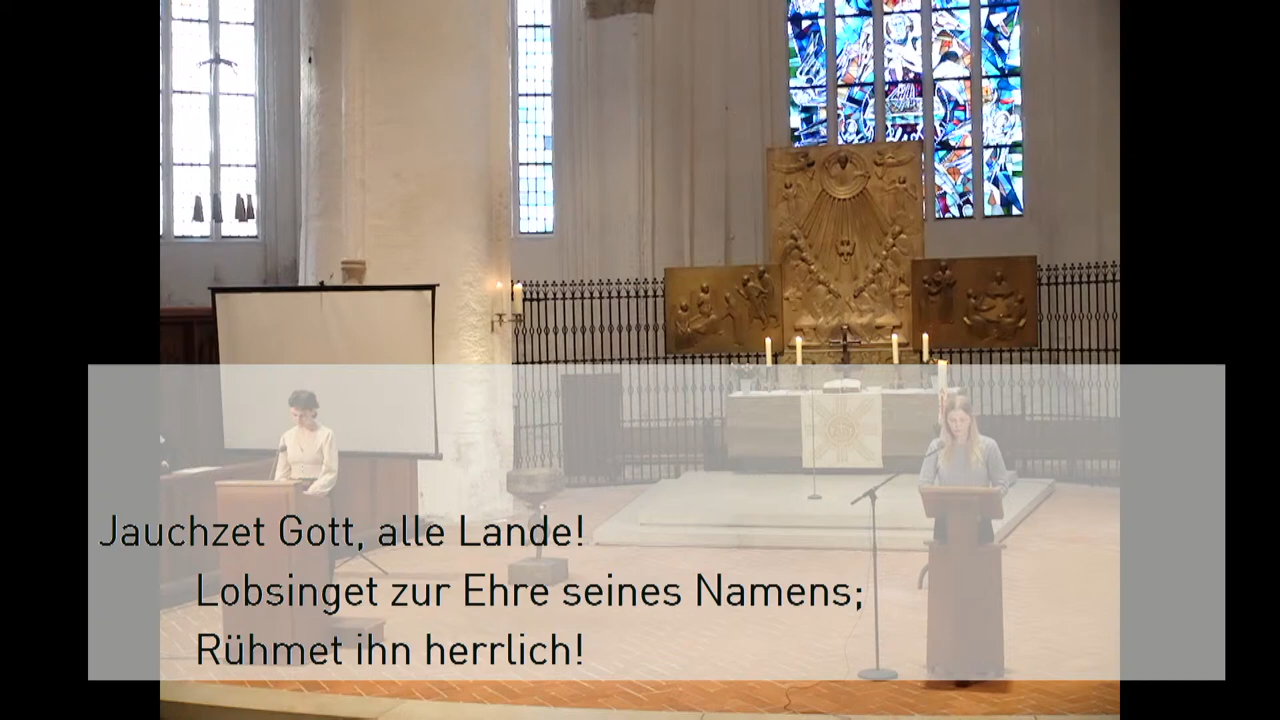 Jauchzet Gott, alle Lande!
Lobsinget zur Ehre seines Namens;
Rühmet ihn herrlich!